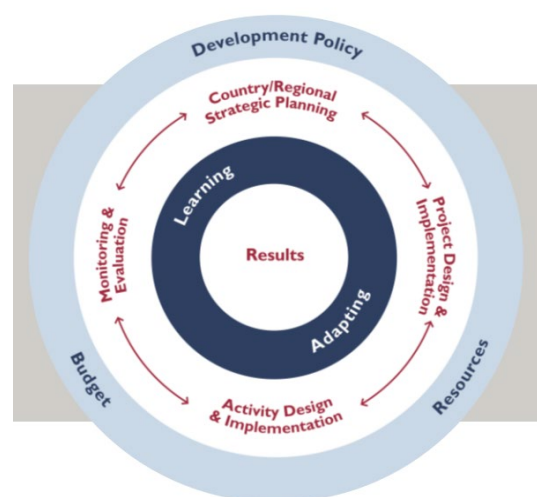 Development Policy
Country/Regional
Strategic Planning
Learning
Monitoring &
Evaluation
Results
Project Design &
Implementation
Adapting
Budget
Resources
Activity Design
& Implementation